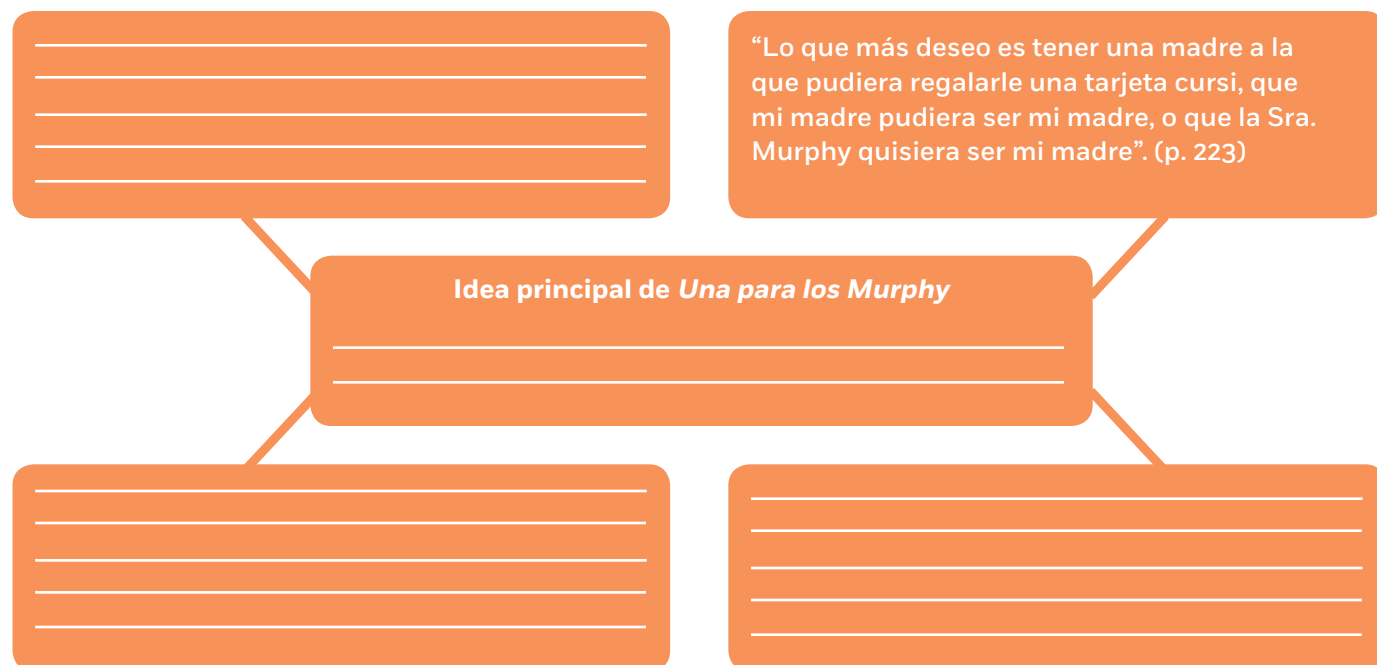 “Lo que más deseo es tener una madre a la
que pudiera regalarle una tarjeta cursi, que
mi madre pudiera ser mi madre, o que la Sra.
Murphy quisiera ser mi madre”. (p. 223)
Idea principal de Una para los Murphy